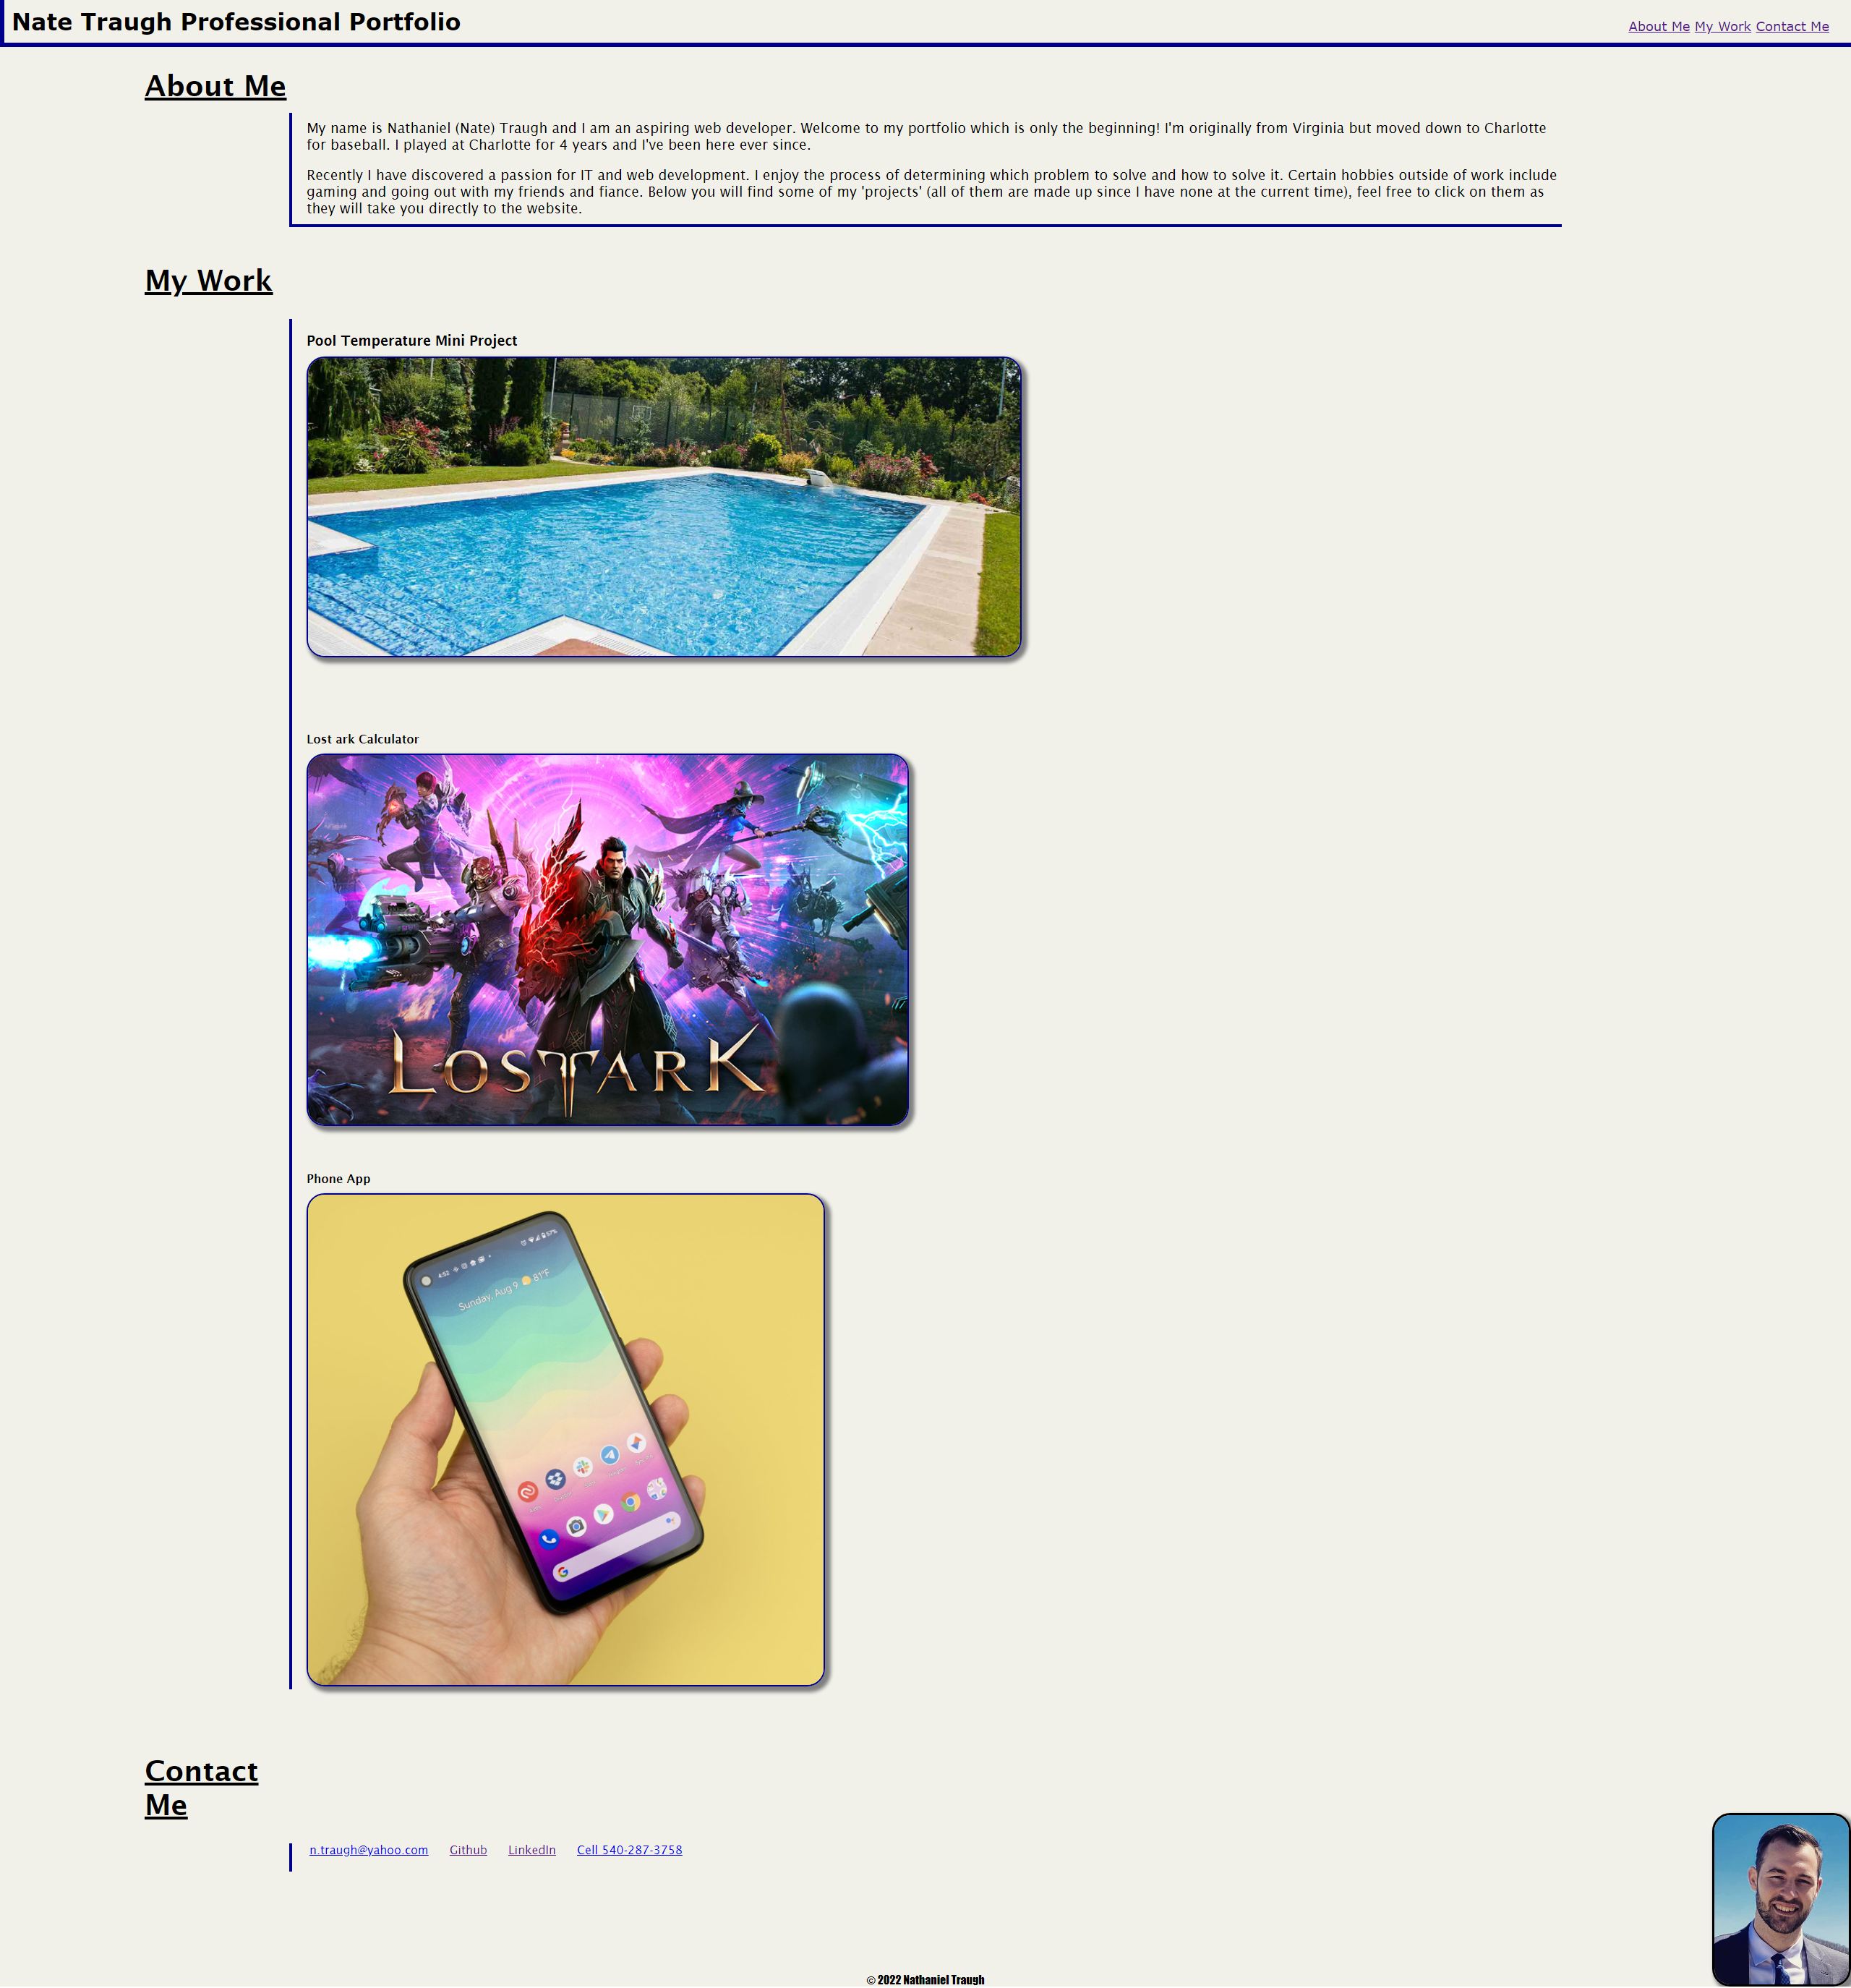 Nate Traugh Professional Portfolio
About Me My Work Contact Me
About Me
My name is Nathaniel (Nate) Traugh and I am an aspiring web developer. Welcome to my portfolio which is only the beginning! I'm originally from Virginia but moved down to Charlotte
for baseball. I played at Charlotte for 4 years and I've been here ever since.
Recently I have discovered a passion for IT and web development. I enjoy the process of determining which problem to solve and how to solve it. Certain hobbies outside of work include
gaming and going out with my friends and fiance. Below you will find some of my 'projects' (all of them are made up since I have none at the current time), feel free to click on them as
they will take you directly to the website.
My Work
Pool Temperature Mini Project
Lost ark Calculator
LOST ARK
Phone App
4:52
57%
Sunday, Aug 9 81°F
Contact
Me
n.traugh@yahoo.com Github LinkedIn Cell 540-287-3758
© 2022 Nathaniel Traugh